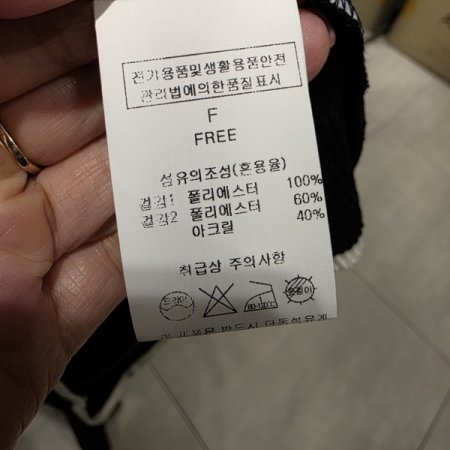 전기용품및생활용품안전
관리법에의한품질표시
F
FREE
섬유의조성(혼용율)
겉감1 폴리에스터 100%
겉감2 폴리에스터 60%
아크릴 40%
취급상 주의사항
드라이